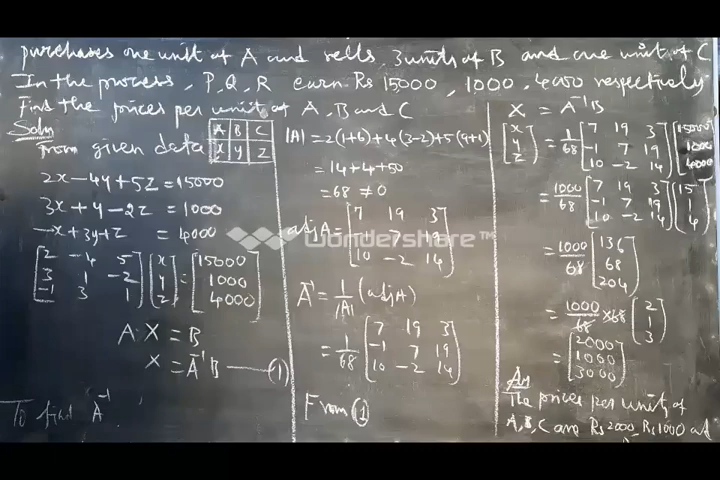 purchases one unit of A and sells 3 units of B and one unit of C
In the process, P, Q, R earn Rs 15000, 1000, 4000 respectively
Find the prices per unit of A, B and C
Soln
From given data
A B C
x y z
2x - 4y + 5z = 15000
3x + y - 2z = 1000
-x + 3y + z = 4000
[2 -4 5; 3 1 -2; -1 3 1] [x; y; z] = [15000; 1000; 4000]
A·X = B
X = A⁻¹B — (1)
To find A⁻¹
|A| = 2(1+6) + 4(3-2) + 5(9+1)
= 14 + 4 + 50
= 68 ≠ 0
adj A = [7 19 3; -1 7 19; 10 -2 14]
A⁻¹ = 1/|A| (adj A)
= 1/68 [7 19 3; -1 7 19; 10 -2 14]
From (1)
X = A⁻¹B
[x; y; z] = 1/68 [7 19 3; -1 7 19; 10 -2 14] [15000; 1000; 4000]
= 1000/68 [7 19 3; -1 7 19; 10 -2 14] [15; 1; 4]
= 1000/68 [136; 68; 204]
= 1000/68 × 68 [2; 1; 3]
= [2000; 1000; 3000]
Ans
The prices per unit of
A, B, C are Rs 2000, Rs 1000
wondershare™